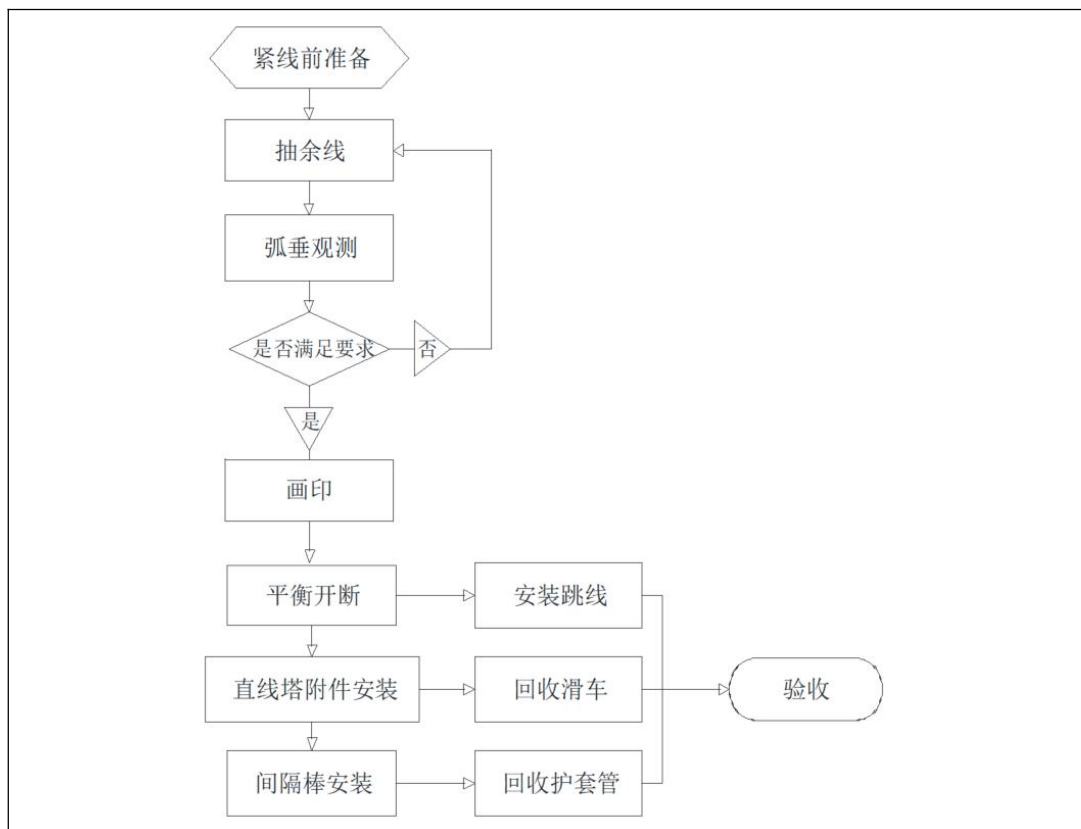 紧线前准备
抽余线
弧垂观测
是否满足要求
否
是
画印
平衡开断
安装跳线
直线塔附件安装
回收滑车
验收
间隔棒安装
回收护套管